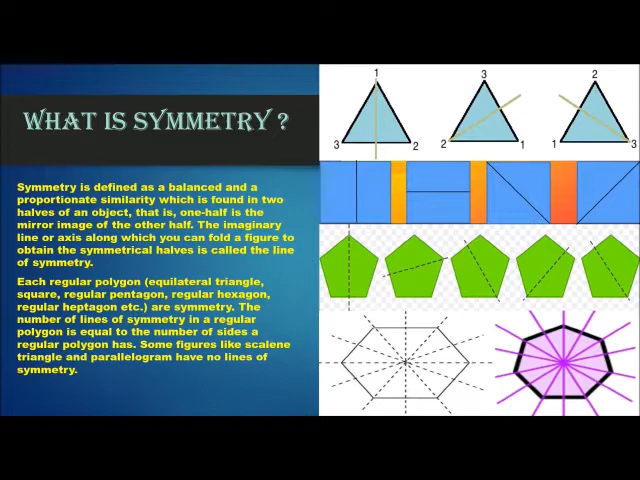 WHAT IS SYMMETRY ?
Symmetry is defined as a balanced and a
proportionate similarity which is found in two
halves of an object, that is, one-half is the
mirror image of the other half. The imaginary
line or axis along which you can fold a figure to
obtain the symmetrical halves is called the line
of symmetry.
Each regular polygon (equilateral triangle,
square, regular pentagon, regular hexagon,
regular heptagon etc.) are symmetry. The
number of lines of symmetry in a regular
polygon is equal to the number of sides a
regular polygon has. Some figures like scalene
triangle and parallelogram have no lines of
symmetry.
1 3 2
3 2 2 1 1 3